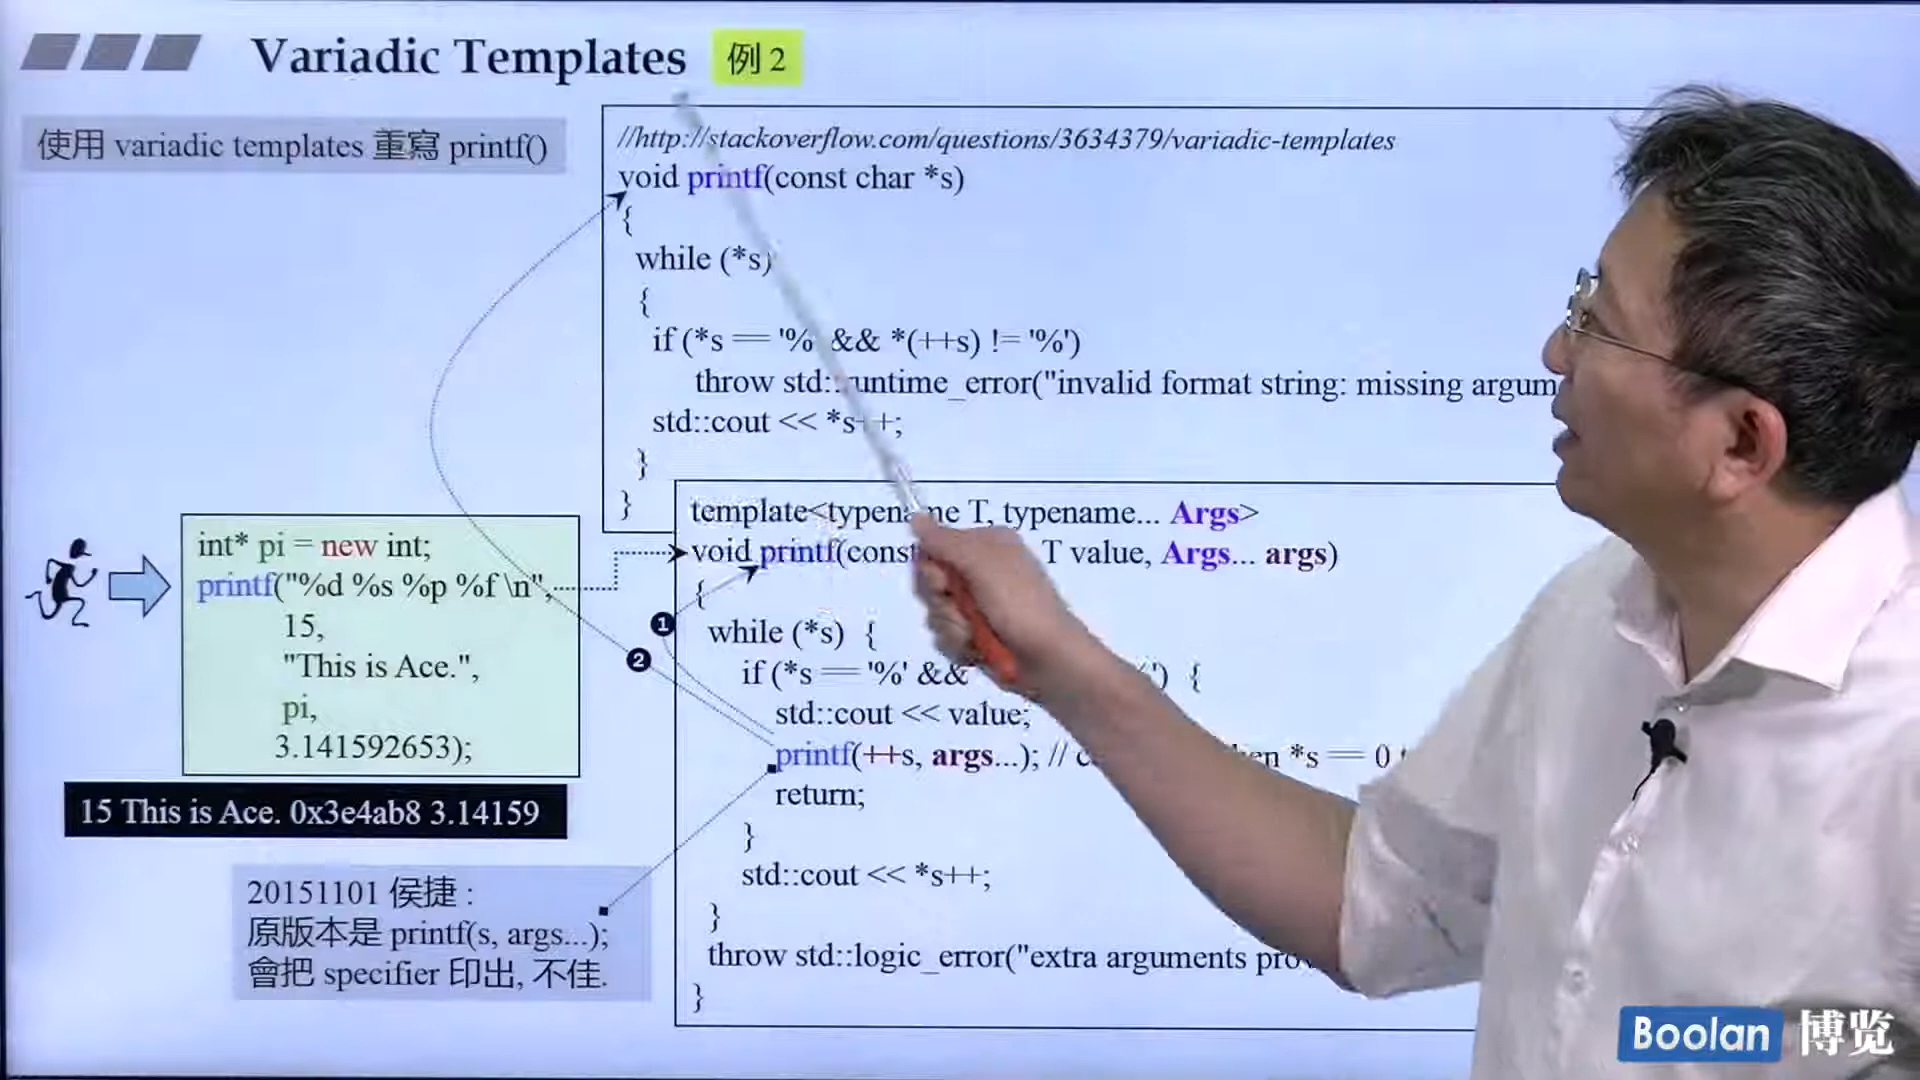 Variadic Templates 例 2
使用 variadic templates 重寫 printf()
//http://stackoverflow.com/questions/3634379/variadic-templates
void printf(const char *s)
{
while (*s)
{
if (*s == '% && *(++s) != '%')
throw std::runtime_error("invalid format string: missing argum
std::cout << *s++;
}
}
template<typename T, typename... Args>
void printf(const T value, Args... args)
{
while (*s) {
if (*s == '%' && ') {
std::cout << value;
printf(++s, args...); // *s == 0
return;
}
std::cout << *s++;
}
throw std::logic_error("extra arguments
}
int* pi = new int;
printf("%d %s %p %f \n",
15,
"This is Ace.",
pi,
3.141592653);
❶
❷
15 This is Ace. 0x3e4ab8 3.14159
20151101 侯捷 :
原版本是 printf(s, args...);
會把 specifier 印出, 不佳.
Boolan 博览